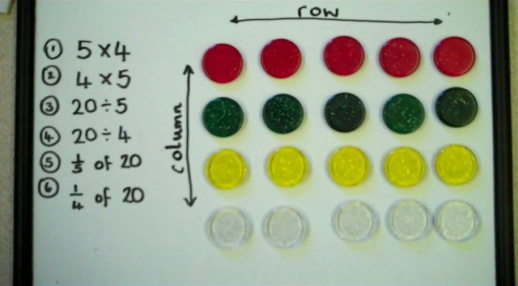 row
column
① 5 × 4
② 4 × 5
③ 20 ÷ 5
④ 20 ÷ 4
⑤ 1/5 of 20
⑥ 1/4 of 20